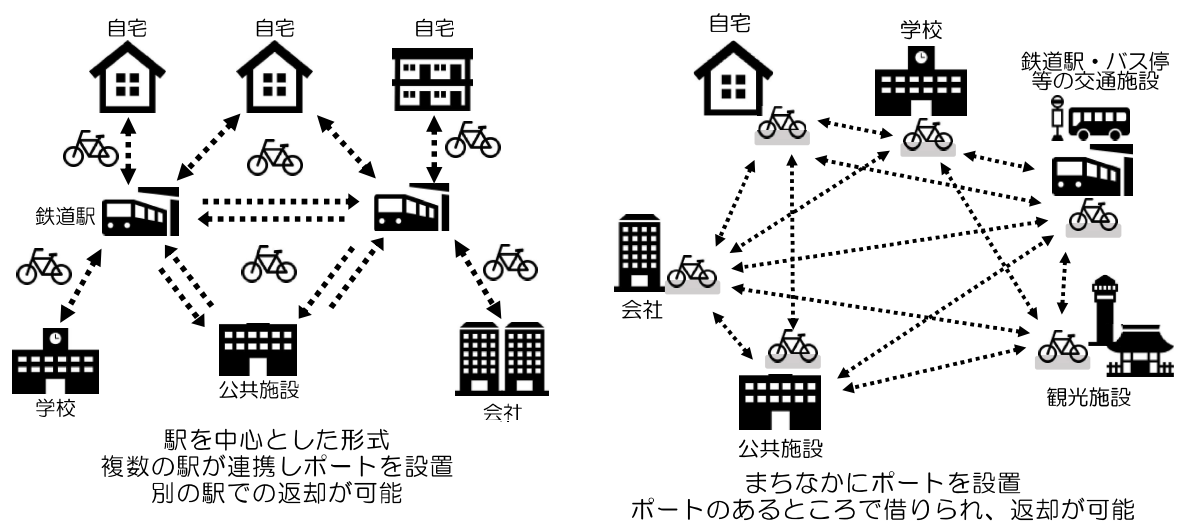 自宅
自宅
自宅
鉄道駅
学校
公共施設
会社
駅を中心とした形式
複数の駅が連携しポートを設置
別の駅での返却が可能
自宅
学校
鉄道駅・バス停
等の交通施設
会社
観光施設
公共施設
まちなかにポートを設置
ポートのあるところで借りられ、返却が可能